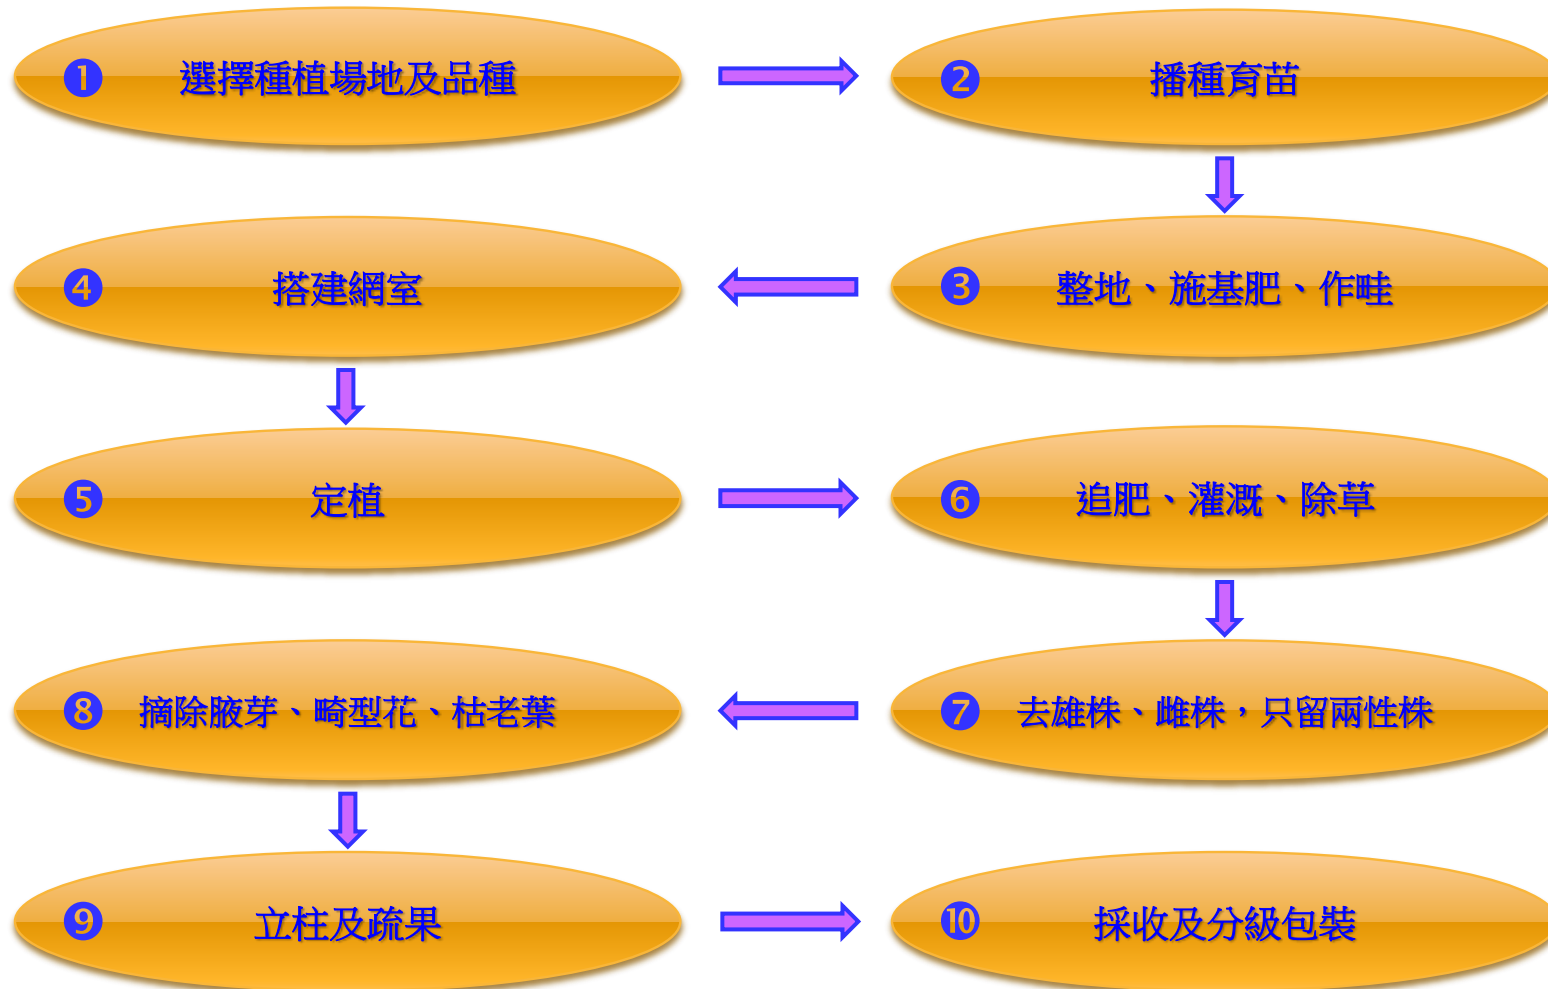 ❶ 選擇種植場地及品種
❷ 播種育苗
❸ 整地、施基肥、作畦
❹ 搭建網室
❺ 定植
❻ 追肥、灌溉、除草
❼ 去雄株、雌株，只留兩性株
❽ 摘除腋芽、畸型花、枯老葉
❾ 立柱及疏果
❿ 採收及分級包裝